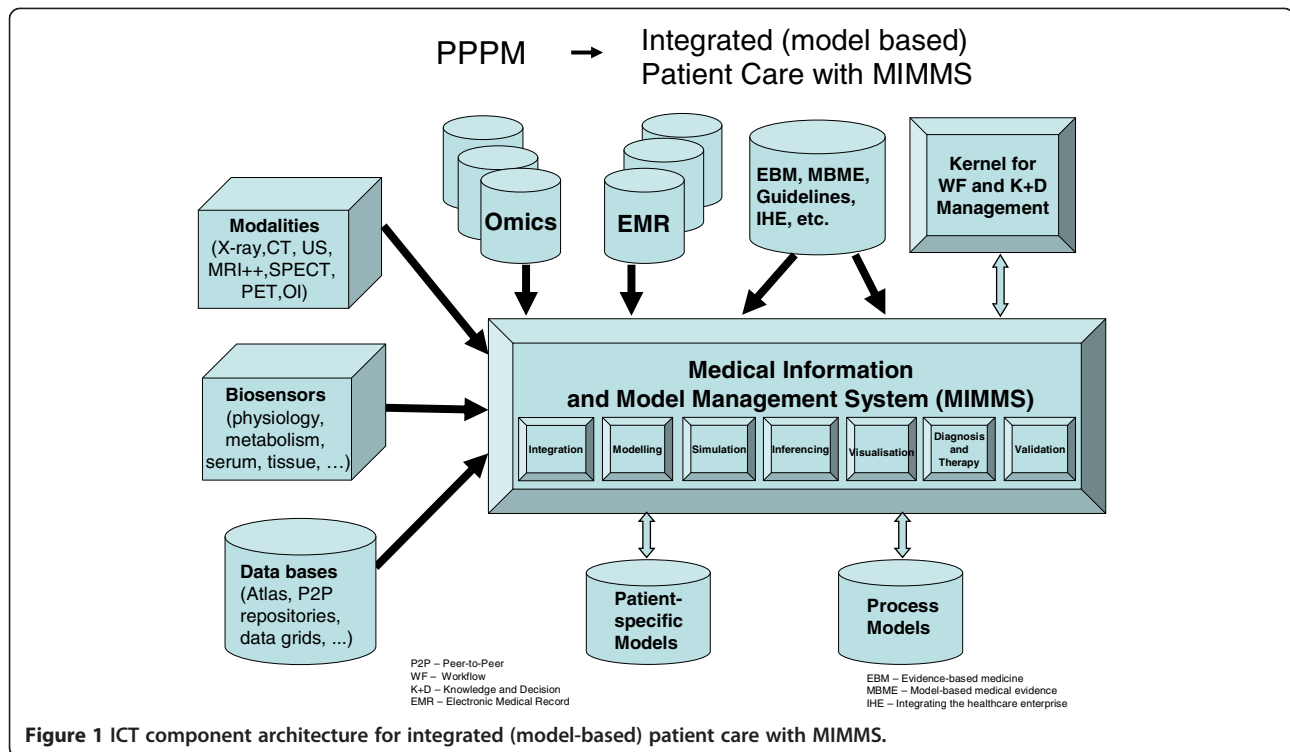 PPPM → Integrated (model based)
Patient Care with MIMMS
Modalities
(X-ray,CT, US,
MRI++,SPECT,
PET,OI)
Omics
EMR
EBM, MBME,
Guidelines,
IHE, etc.
Kernel for
WF and K+D
Management
Biosensors
(physiology,
metabolism,
serum, tissue, …)
Medical Information
and Model Management System (MIMMS)
Integration
Modelling
Simulation
Inferencing
Visualisation
Diagnosis
and
Therapy
Validation
Data bases
(Atlas, P2P
repositories,
data grids, ...)
Patient-
specific
Models
Process
Models
P2P – Peer-to-Peer
WF – Workflow
K+D – Knowledge and Decision
EMR – Electronic Medical Record
EBM – Evidence-based medicine
MBME – Model-based medical evidence
IHE – Integrating the healthcare enterprise
Figure 1 ICT component architecture for integrated (model-based) patient care with MIMMS.